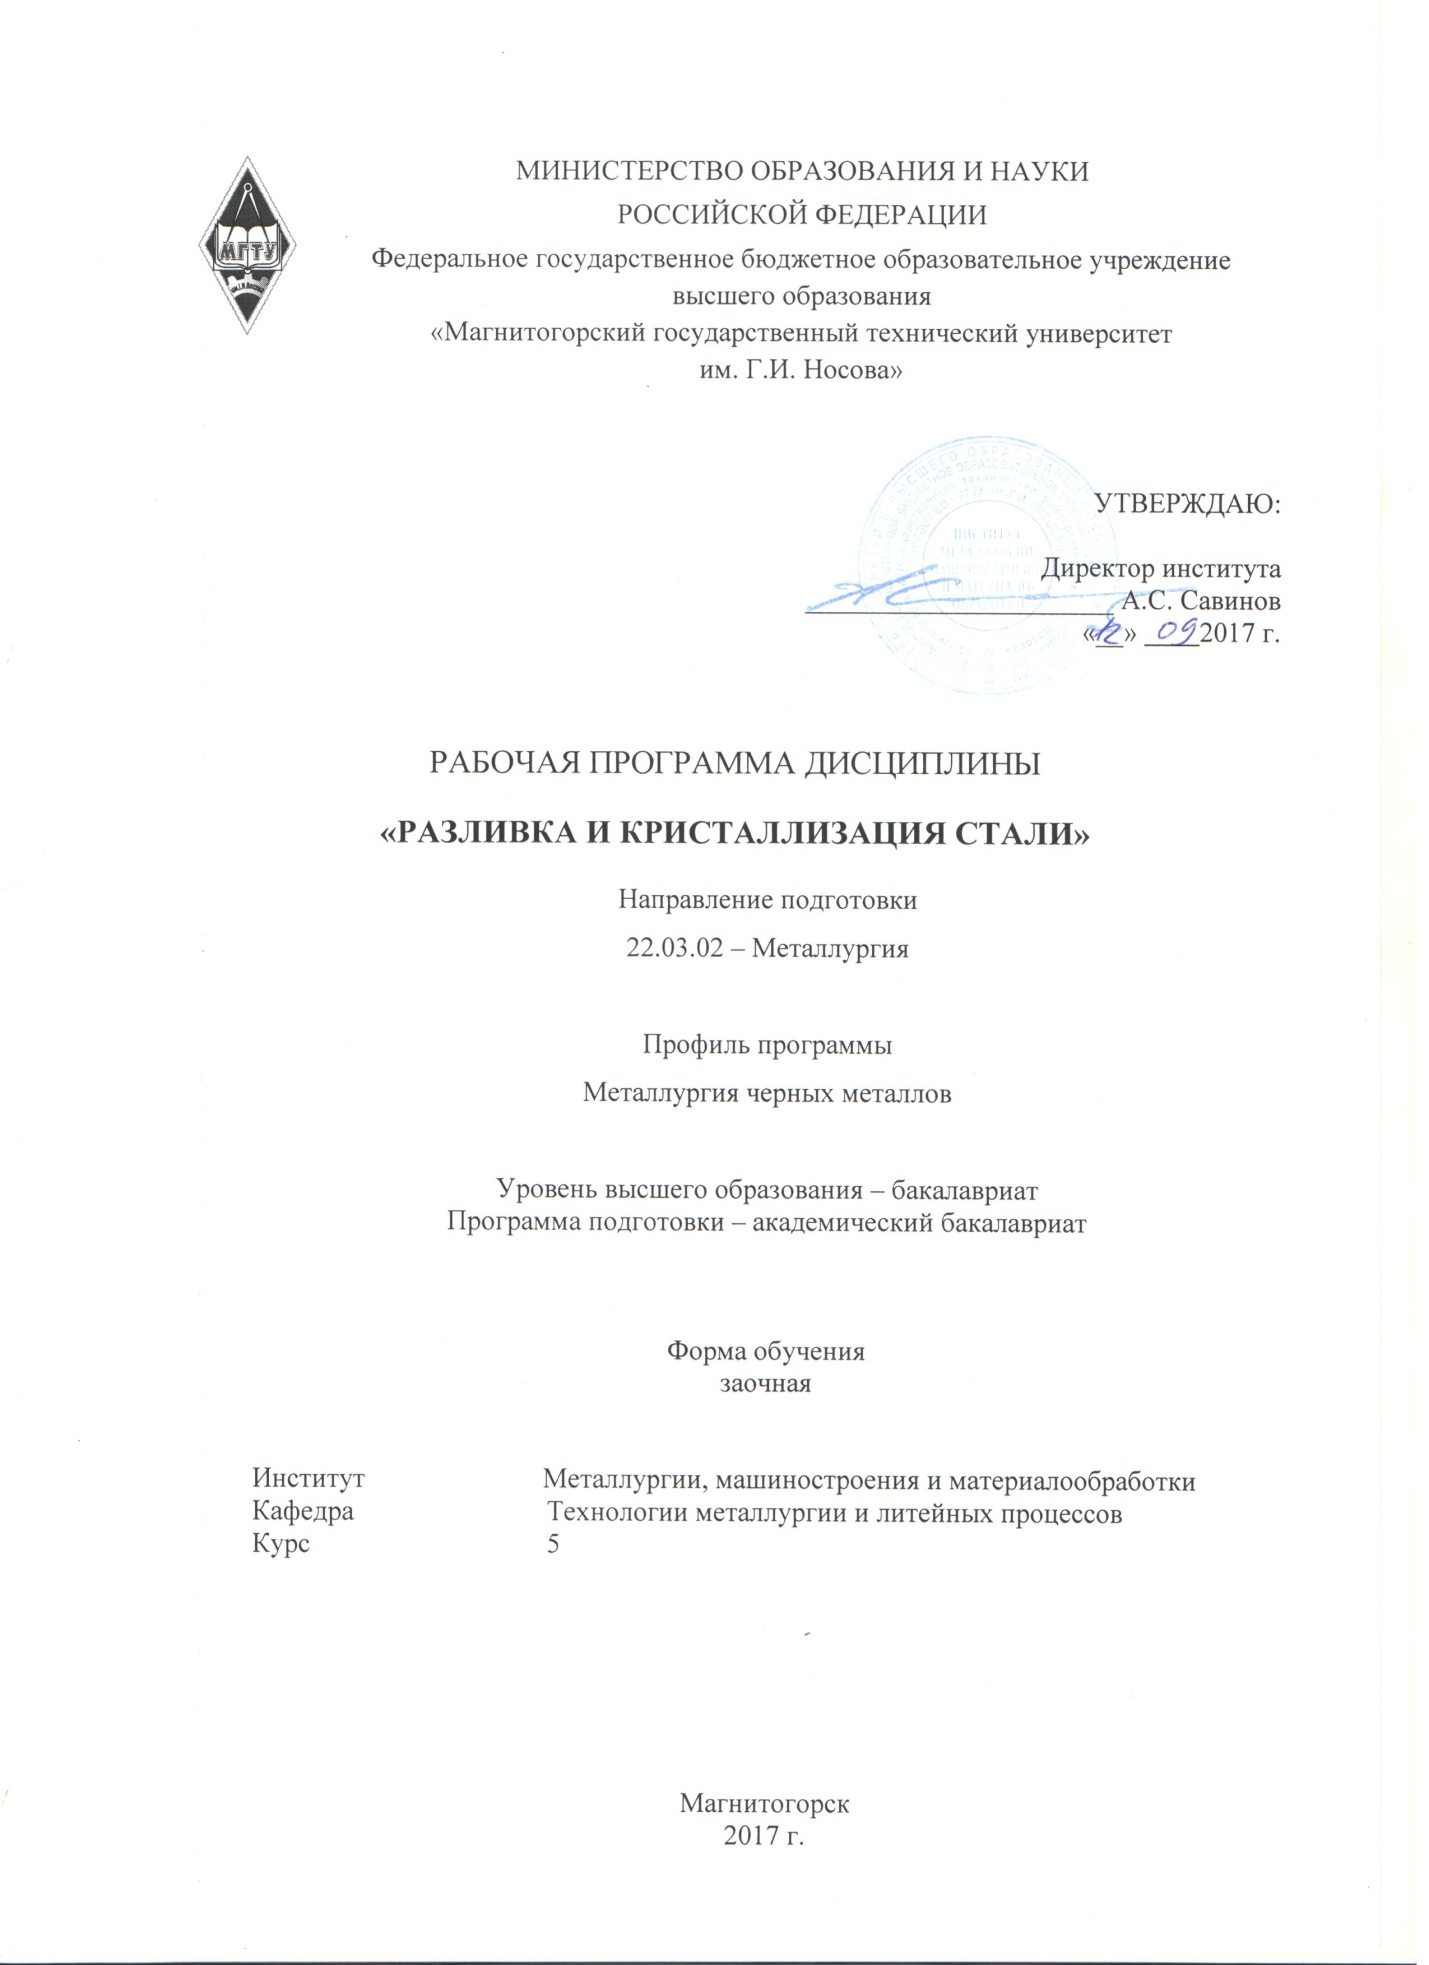 МИНИСТЕРСТВО ОБРАЗОВАНИЯ И НАУКИ
РОССИЙСКОЙ ФЕДЕРАЦИИ
Федеральное государственное бюджетное образовательное учреждение
высшего образования
«Магнитогорский государственный технический университет
им. Г.И. Носова»
МГТУ
УТВЕРЖДАЮ:
Директор института
А.С. Савинов
«12» 09 2017 г.
РАБОЧАЯ ПРОГРАММА ДИСЦИПЛИНЫ
«РАЗЛИВКА И КРИСТАЛЛИЗАЦИЯ СТАЛИ»
Направление подготовки
22.03.02 – Металлургия
Профиль программы
Металлургия черных металлов
Уровень высшего образования – бакалавриат
Программа подготовки – академический бакалавриат
Форма обучения
заочная
Институт Металлургии, машиностроения и материалообработки
Кафедра Технологии металлургии и литейных процессов
Курс 5
Магнитогорск
2017 г.